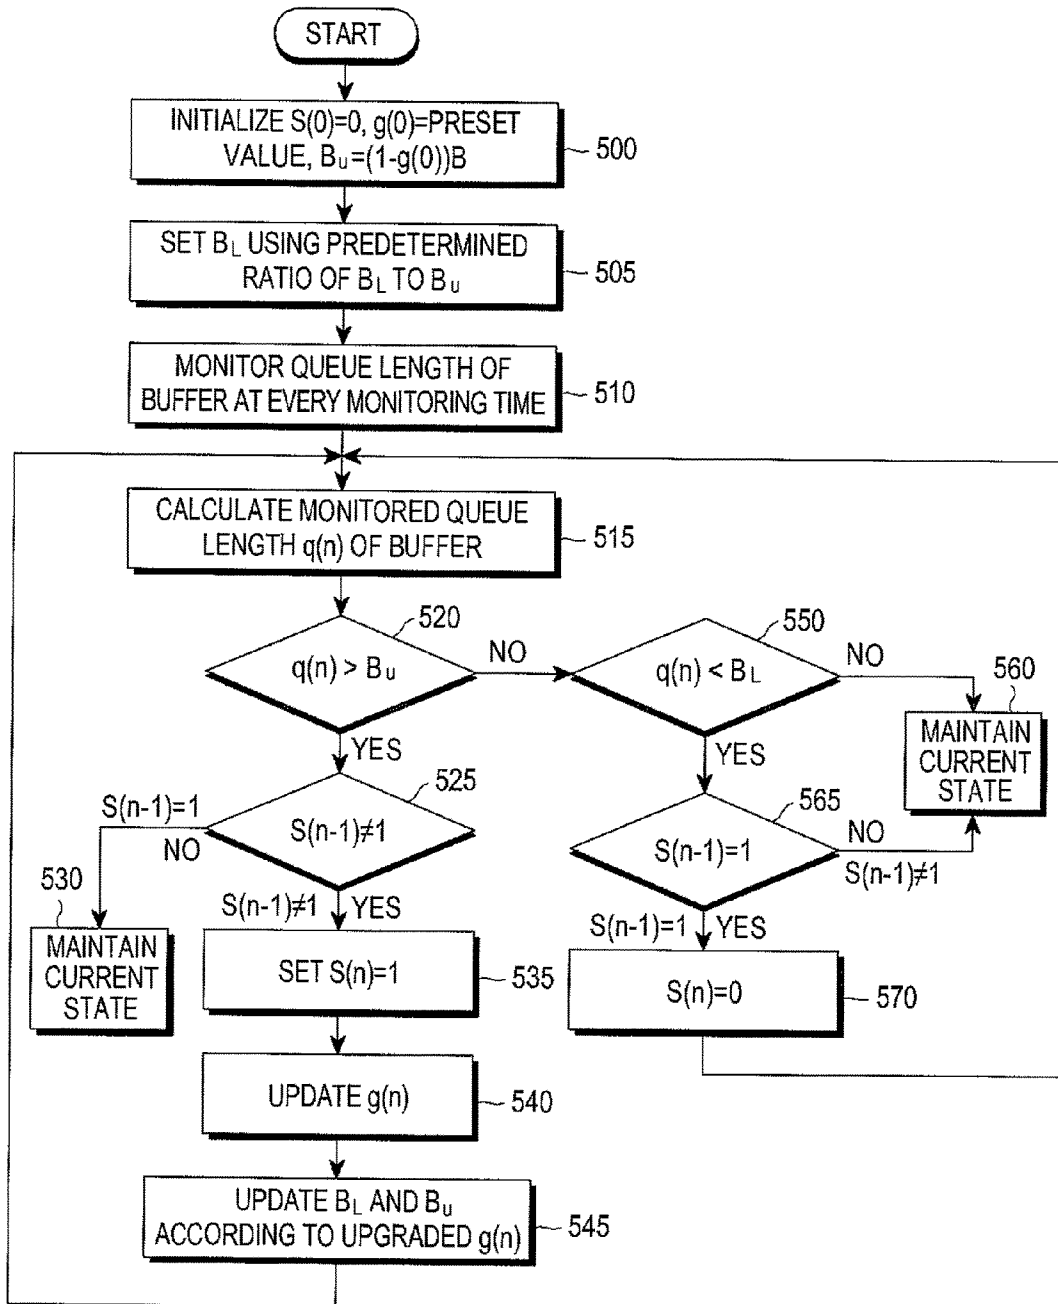 START
INITIALIZE S(0)=0, g(0)=PRESET
VALUE, Bu=(1-g(0))B
500
SET BL USING PREDETERMINED
RATIO OF BL TO Bu
505
MONITOR QUEUE LENGTH OF
BUFFER AT EVERY MONITORING TIME
510
CALCULATE MONITORED QUEUE
LENGTH q(n) OF BUFFER
515
520
q(n) > Bu
NO
YES
550
q(n) < BL
NO
YES
560
MAINTAIN
CURRENT
STATE
525
S(n-1)≠1
S(n-1)=1
NO
S(n-1)≠1 YES
530
MAINTAIN
CURRENT
STATE
565
S(n-1)=1
NO
S(n-1)≠1
S(n-1)=1 YES
SET S(n)=1
535
S(n)=0
570
UPDATE g(n)
540
UPDATE BL AND Bu
ACCORDING TO UPGRADED g(n)
545